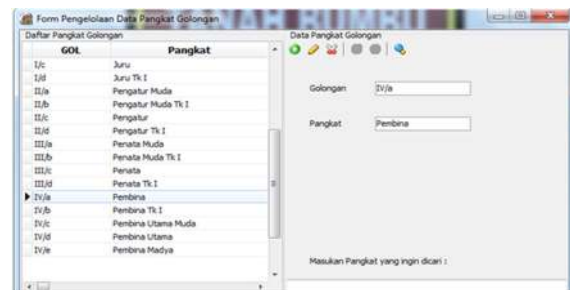 Form Pengelolaan Data Pangkat Golongan
Daftar Pangkat Golongan
GOL Pangkat
I/c Juru
I/d Juru Tk I
II/a Pengatur Muda
II/b Pengatur Muda Tk I
II/c Pengatur
II/d Pengatur Tk I
III/a Penata Muda
III/b Penata Muda Tk I
III/c Penata
III/d Penata Tk I
IV/a Pembina
IV/b Pembina Tk I
IV/c Pembina Utama Muda
IV/d Pembina Utama
IV/e Pembina Madya
Data Pangkat Golongan
Golongan IV/a
Pangkat Pembina
Masukan Pangkat yang ingin dicari :